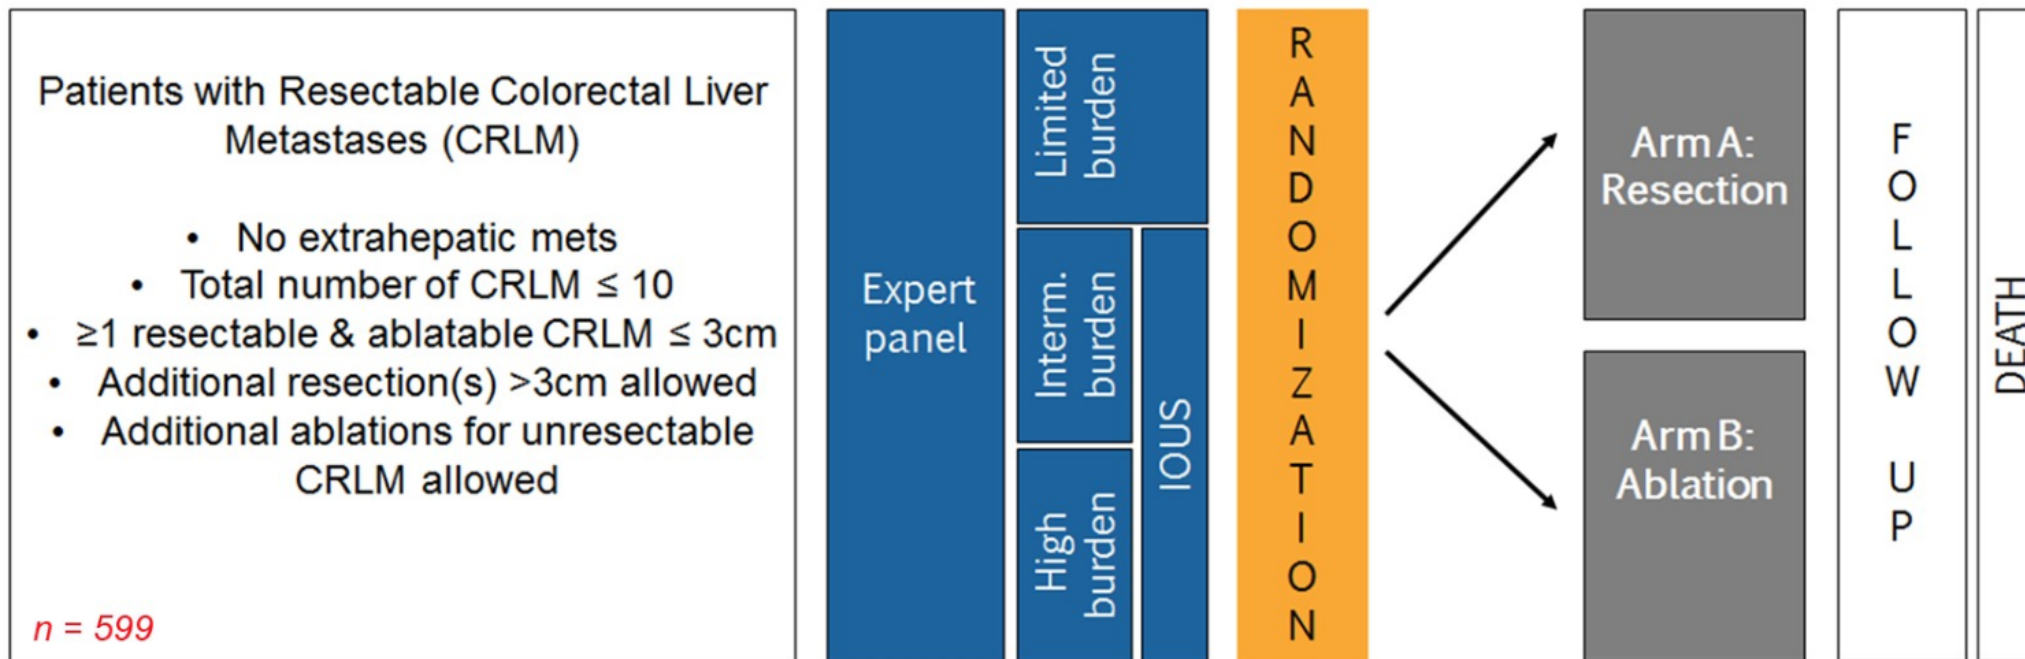 Patients with Resectable Colorectal Liver
Metastases (CRLM)
• No extrahepatic mets
• Total number of CRLM ≤ 10
• ≥1 resectable & ablatable CRLM ≤ 3cm
• Additional resection(s) >3cm allowed
• Additional ablations for unresectable
CRLM allowed
n = 599
Expert
panel
Limited
burden
Interm.
burden
High
burden
IOUS
RANDOMIZATION
Arm A:
Resection
Arm B:
Ablation
FOLLOW UP
DEATH